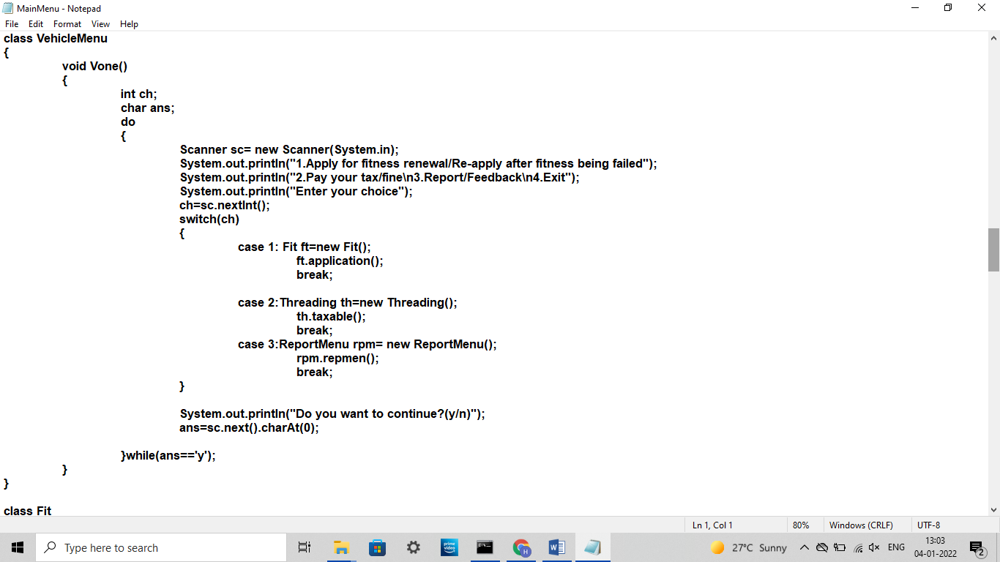 MainMenu - Notepad
File Edit Format View Help
class VehicleMenu
{
void Vone()
{
int ch;
char ans;
do
{
Scanner sc= new Scanner(System.in);
System.out.println("1.Apply for fitness renewal/Re-apply after fitness being failed");
System.out.println("2.Pay your tax/fine\n3.Report/Feedback\n4.Exit");
System.out.println("Enter your choice");
ch=sc.nextInt();
switch(ch)
{
case 1: Fit ft=new Fit();
ft.application();
break;
case 2:Threading th=new Threading();
th.taxable();
break;
case 3:ReportMenu rpm= new ReportMenu();
rpm.repmen();
break;
}
System.out.println("Do you want to continue?(y/n)");
ans=sc.next().charAt(0);
}while(ans=='y');
}
}
class Fit
Ln 1, Col 1 80% Windows (CRLF) UTF-8
Type here to search prime video C:\ H W 27°C Sunny ENG 13:03
04-01-2022 2